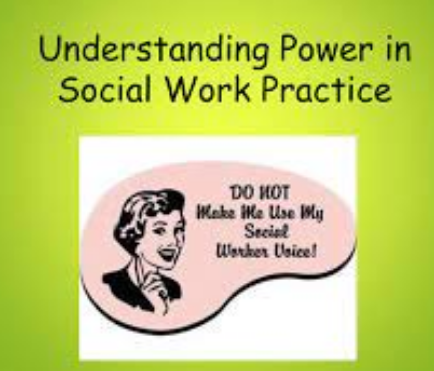 Understanding Power in
Social Work Practice
DO NOT
Make Me Use My
Social
Worker Voice!